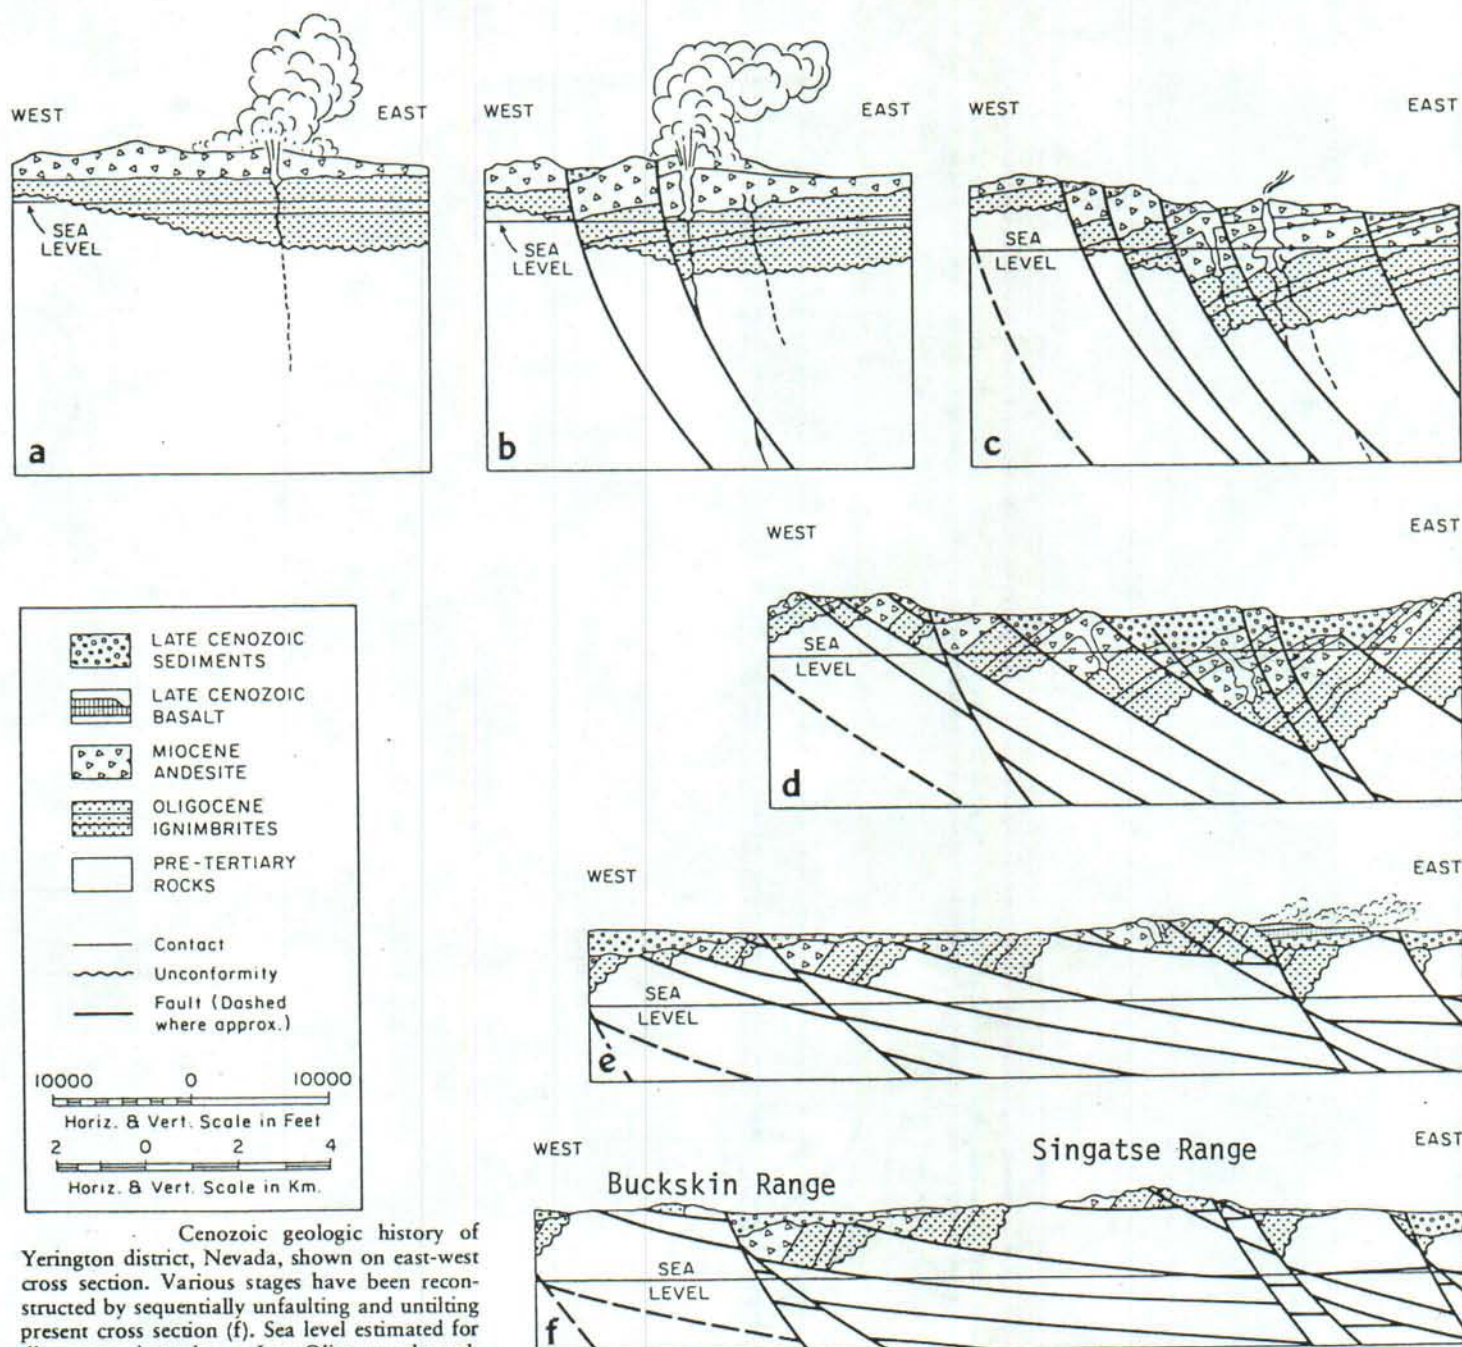 WEST
EAST
SEA
LEVEL
a
WEST
EAST
SEA
LEVEL
b
WEST
EAST
SEA
LEVEL
c
WEST
EAST
SEA
LEVEL
d
LATE CENOZOIC
SEDIMENTS
LATE CENOZOIC
BASALT
MIOCENE
ANDESITE
OLIGOCENE
IGNIMBRITES
PRE-TERTIARY
ROCKS
Contact
Unconformity
Fault (Dashed
where approx.)
10000 0 10000
Horiz. & Vert. Scale in Feet
2 0 2 4
Horiz. & Vert. Scale in Km.
WEST
EAST
SEA
LEVEL
e
WEST
EAST
Singatse Range
Buckskin Range
SEA
LEVEL
f
Cenozoic geologic history of
Yerington district, Nevada, shown on east-west
cross section. Various stages have been recon-
structed by sequentially unfaulting and untilting
present cross section (f). Sea level estimated for